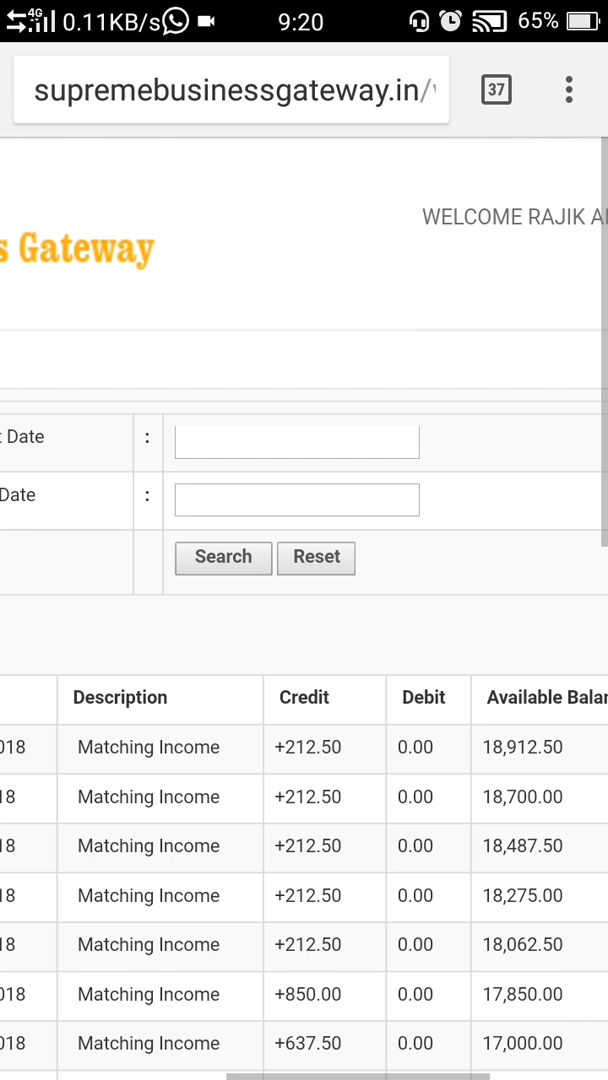 4G 0.11KB/s 9:20 65%
supremebusinessgateway.in/
37
WELCOME RAJIK A
s Gateway
t Date :
Date :
Search Reset
Description Credit Debit Available Balan
018 Matching Income +212.50 0.00 18,912.50
18 Matching Income +212.50 0.00 18,700.00
18 Matching Income +212.50 0.00 18,487.50
18 Matching Income +212.50 0.00 18,275.00
18 Matching Income +212.50 0.00 18,062.50
018 Matching Income +850.00 0.00 17,850.00
018 Matching Income +637.50 0.00 17,000.00